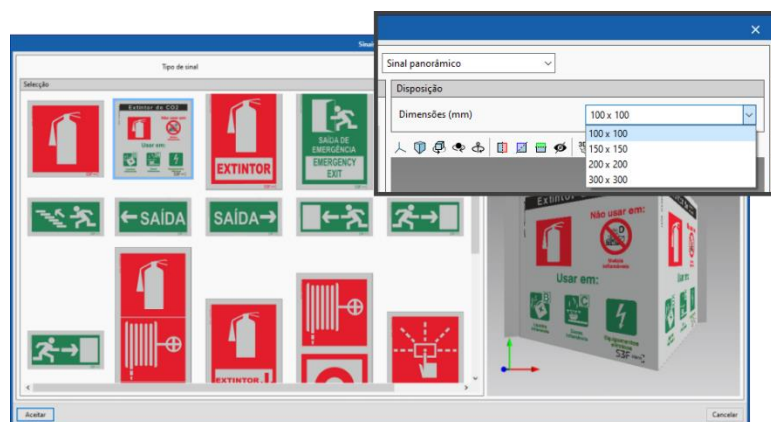 Sinais
Tipo de sinal
Sinal panorâmico
Selecção
Disposição
Dimensões (mm)
100 x 100
100 x 100
150 x 150
200 x 200
300 x 300
Extintor de CO2
Não usar em:
Usar em:
EXTINTOR
SAÍDA DE
EMERGÊNCIA
EMERGENCY
EXIT
SAÍDA
SAÍDA
EXTINTOR
Extintor
Não usar em:
D
Usar em:
B
C
Equipamentos
Aceitar
Cancelar